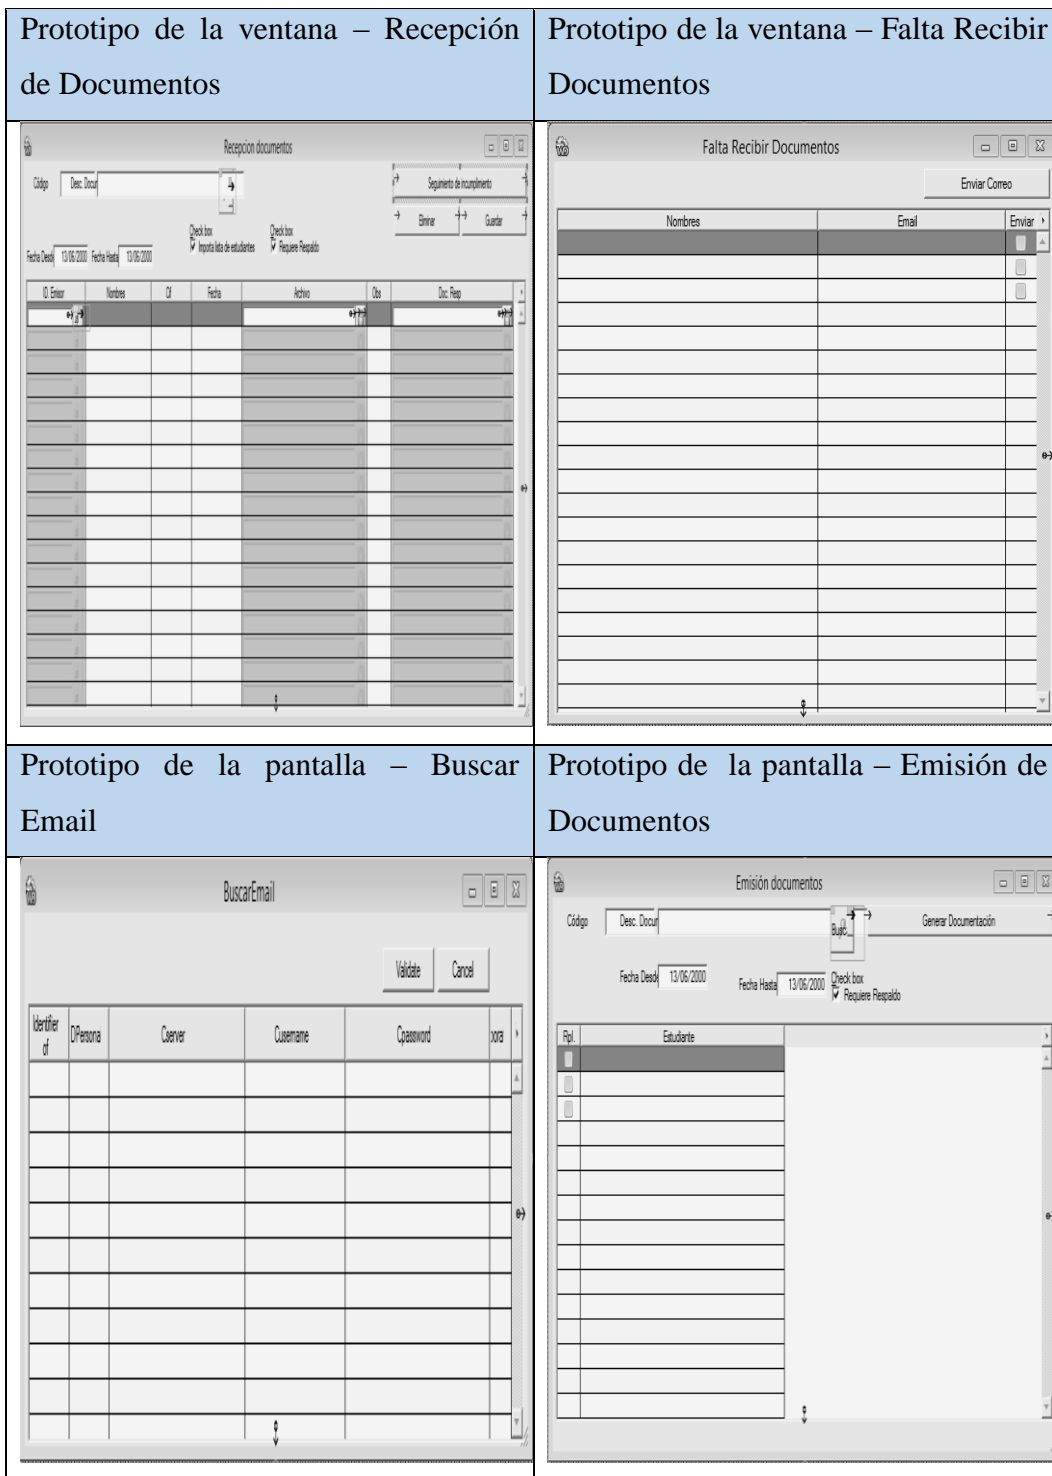 Prototipo de la ventana – Recepción
de Documentos
Prototipo de la ventana – Falta Recibir
Documentos
Recepcion documentos
Código
Desc. Docur
Seguimiento de incumplimiento
Eliminar
Guardar
Check box
Importa lista de estudiantes
Check box
Requiere Respaldo
Fecha Desde 13/06/2000 Fecha Hasta 13/06/2000
ID. Emisor Nombres Cf Fecha Archivo Obs Doc. Resp
Falta Recibir Documentos
Enviar Correo
Nombres Email Enviar
Prototipo de la pantalla – Buscar
Email
Prototipo de la pantalla – Emisión de
Documentos
BuscarEmail
Validate Cancel
Identifier
of
DPersona Cserver Cusername Cpassword
Emisión documentos
Código
Desc. Docur
Busc
Generar Documentación
Fecha Desde 13/06/2000 Fecha Hasta 13/06/2000
Check box
Requiere Respaldo
Rpl. Estudiante